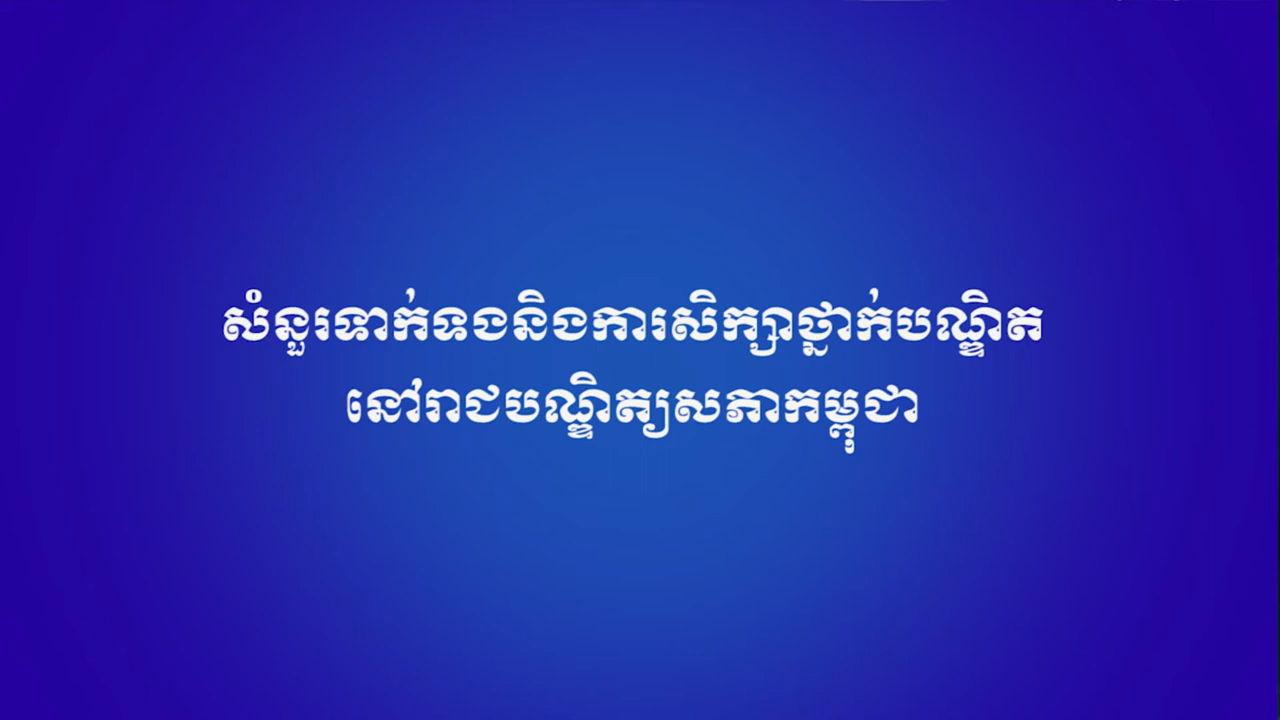 សំនួរទាក់ទងនិងការសិក្សាថ្នាក់បណ្ឌិត
នៅរាជបណ្ឌិត្យសភាកម្ពុជា